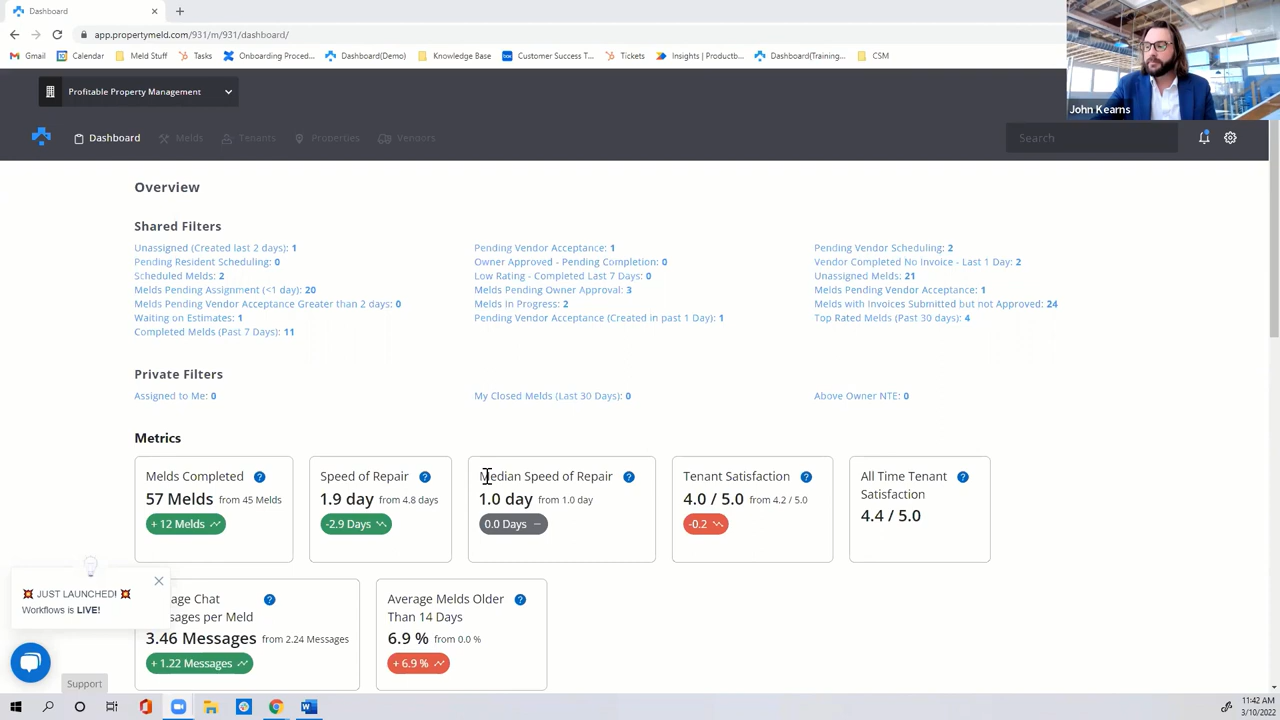 Dashboard
app.propertymeld.com/931/m/931/dashboard/
Gmail
Calendar
Meld Stuff
Tasks
Onboarding Proced...
Dashboard(Demo)
Knowledge Base
Customer Success T...
Tickets
Insights | Productb...
Dashboard(Training...
CSM
John Kearns
Profitable Property Management
Dashboard
Melds
Tenants
Properties
Vendors
Search
Overview
Shared Filters
Unassigned (Created last 2 days): 1
Pending Vendor Acceptance: 1
Pending Vendor Scheduling: 2
Pending Resident Scheduling: 0
Owner Approved - Pending Completion: 0
Vendor Completed No Invoice - Last 1 Day: 2
Scheduled Melds: 2
Low Rating - Completed Last 7 Days: 0
Unassigned Melds: 21
Melds Pending Assignment (<1 day): 20
Melds Pending Owner Approval: 3
Melds Pending Vendor Acceptance: 1
Melds Pending Vendor Acceptance Greater than 2 days: 0
Melds In Progress: 2
Melds with Invoices Submitted but not Approved: 24
Waiting on Estimates: 1
Pending Vendor Acceptance (Created in past 1 Day): 1
Top Rated Melds (Past 30 days): 4
Completed Melds (Past 7 Days): 11
Private Filters
Assigned to Me: 0
My Closed Melds (Last 30 Days): 0
Above Owner NTE: 0
Metrics
Melds Completed ?
57 Melds from 45 Melds
+ 12 Melds
Speed of Repair ?
1.9 day from 4.8 days
-2.9 Days
Median Speed of Repair ?
1.0 day from 1.0 day
0.0 Days
Tenant Satisfaction ?
4.0 / 5.0 from 4.2 / 5.0
-0.2
All Time Tenant ?
Satisfaction
4.4 / 5.0
age Chat ?
ssages per Meld
3.46 Messages from 2.24 Messages
+ 1.22 Messages
Average Melds Older ?
Than 14 Days
6.9 % from 0.0 %
+ 6.9 %
JUST LAUNCHED!
Workflows is LIVE!
Support
11:42 AM
3/10/2022